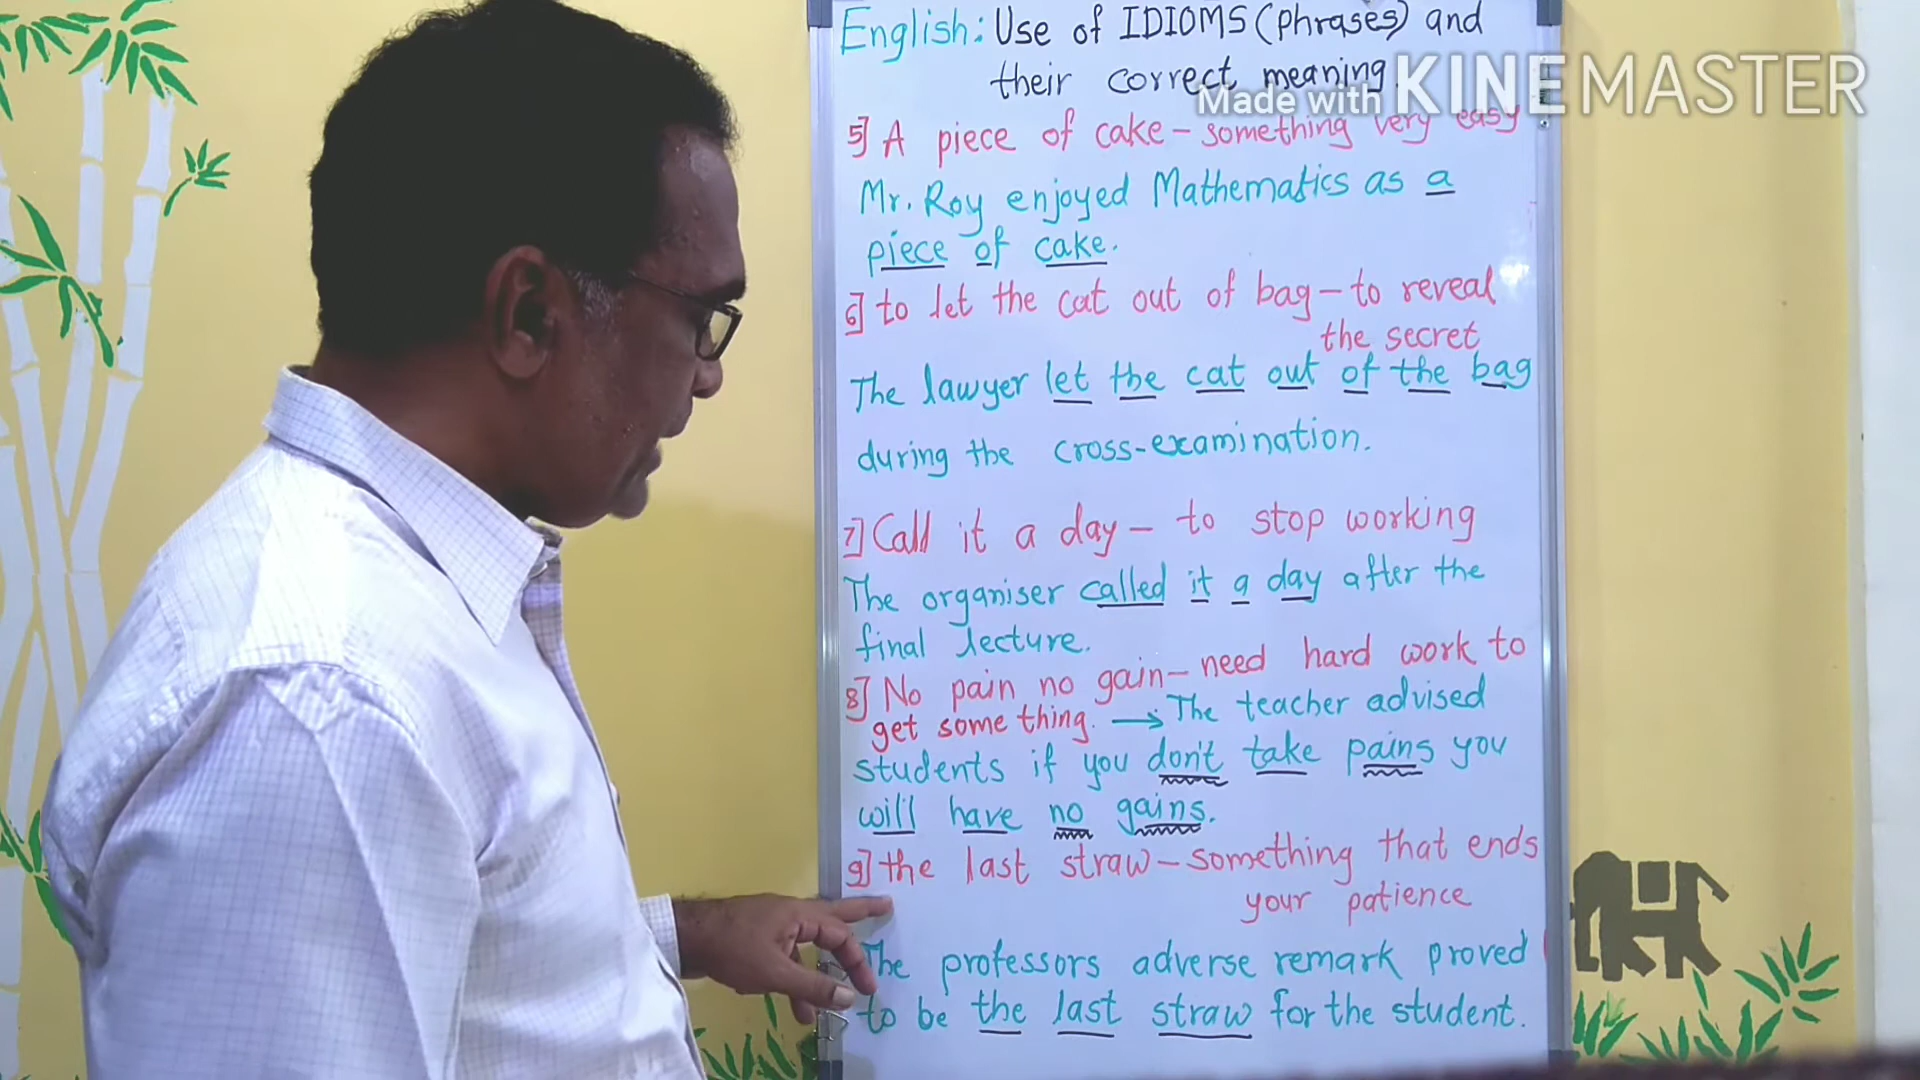 English: Use of IDIOMS (phrases) and
their correct meaning.
Made with KINEMASTER
5] A piece of cake - something very easy
Mr. Roy enjoyed Mathematics as a
piece of cake.
6] to let the cat out of bag - to reveal
the secret
The lawyer let the cat out of the bag
during the cross-examination.
7] Call it a day - to stop working
The organiser called it a day after the
final lecture.
8] No pain no gain - need hard work to
get some thing. → The teacher advised
students if you don't take pains you
will have no gains.
9] the last straw - something that ends
your patience
The professors adverse remark proved
to be the last straw for the student.